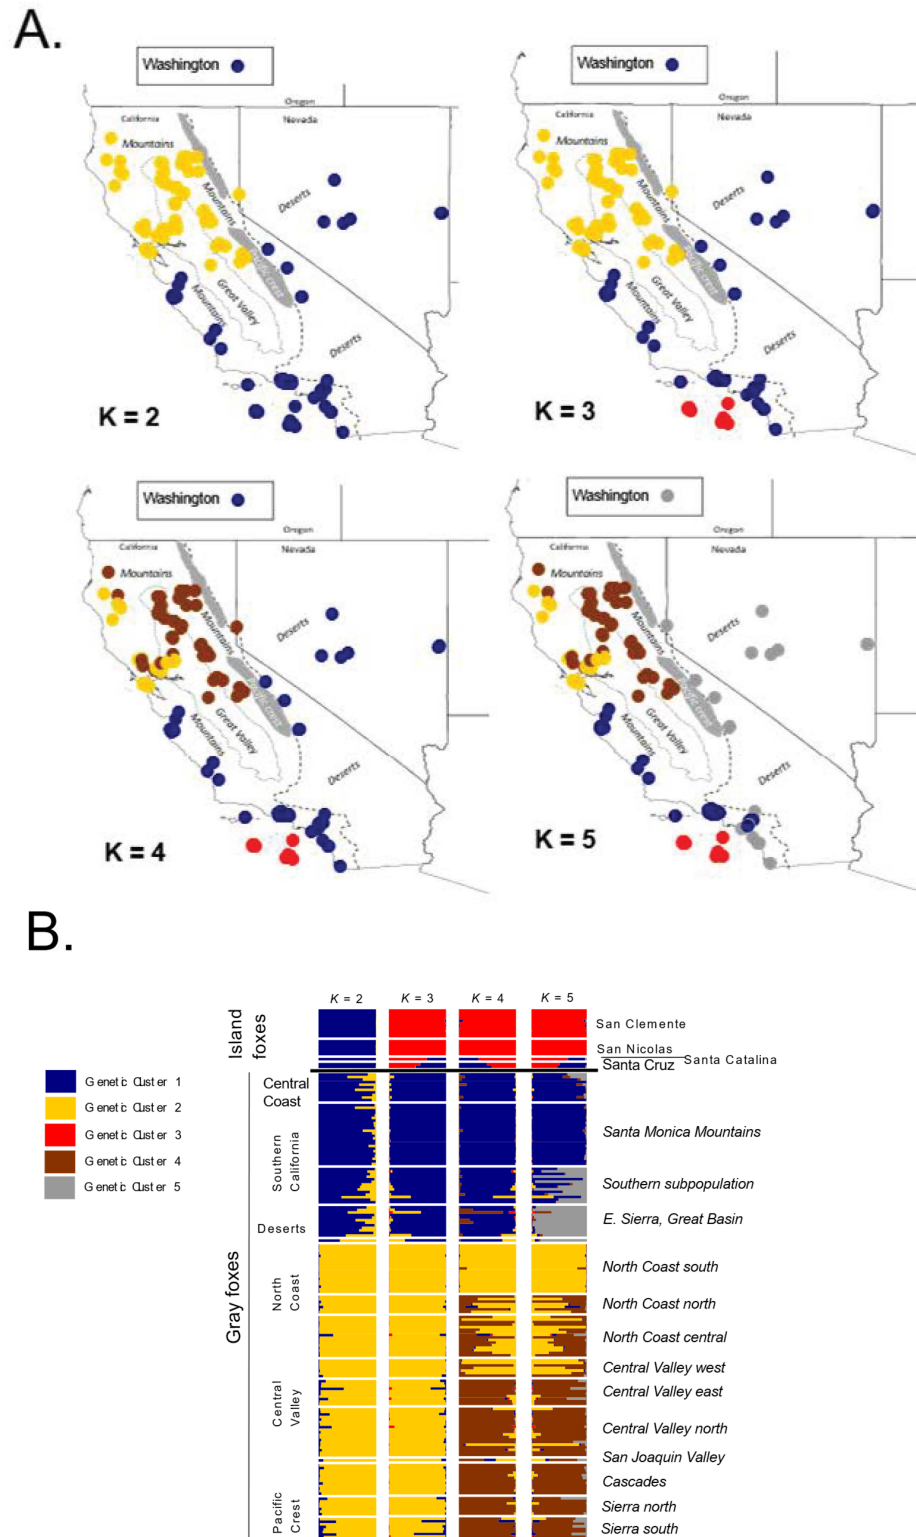 A.
Washington
Oregon
California
Nevada
Mountains
Deserts
Mountains
Great Valley
Mountains
Deserts
K = 2
Washington
Oregon
California
Nevada
Mountains
Deserts
Mountains
Great Valley
Mountains
Deserts
K = 3
Washington
Oregon
California
Nevada
Mountains
Deserts
Mountains
Great Valley
Mountains
Deserts
K = 4
Washington
Oregon
California
Nevada
Mountains
Deserts
Mountains
Great Valley
Mountains
Deserts
K = 5
B.
K = 2 K = 3 K = 4 K = 5
Island foxes
San Clemente
San Nicolas
Santa Catalina
Santa Cruz
Genetic Cluster 1
Genetic Cluster 2
Genetic Cluster 3
Genetic Cluster 4
Genetic Cluster 5
Gray foxes
Central Coast
Southern California
Santa Monica Mountains
Southern subpopulation
Deserts
E. Sierra, Great Basin
North Coast
North Coast south
North Coast north
North Coast central
Central Valley
Central Valley west
Central Valley east
Central Valley north
San Joaquin Valley
Pacific Crest
Cascades
Sierra north
Sierra south